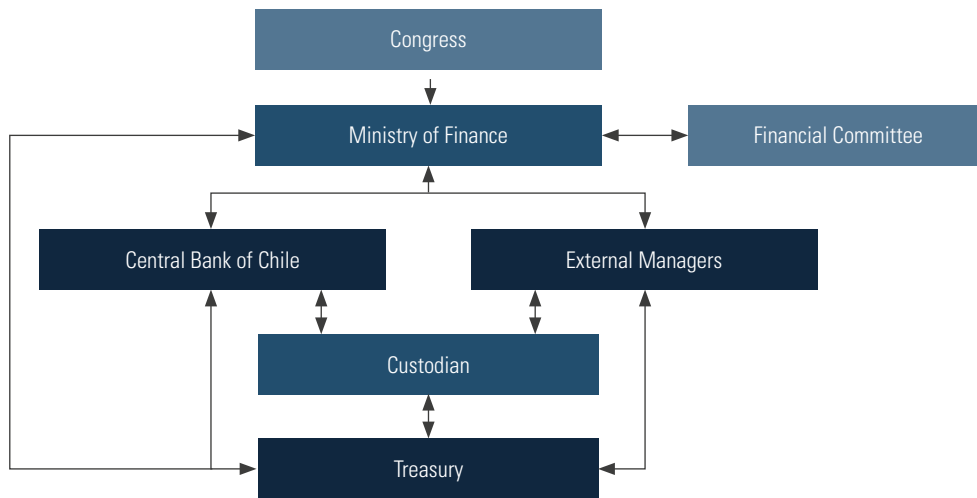 Congress
Ministry of Finance
Financial Committee
Central Bank of Chile
External Managers
Custodian
Treasury